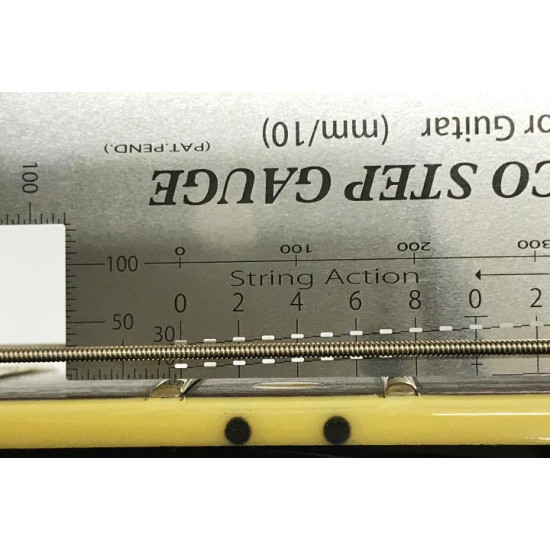 or Guitar (mm/10)
(PAT.PEND.)
CO STEP GAUGE
100
0 100 200 300
100
String Action
0 2 4 6 8 0 2
50
30